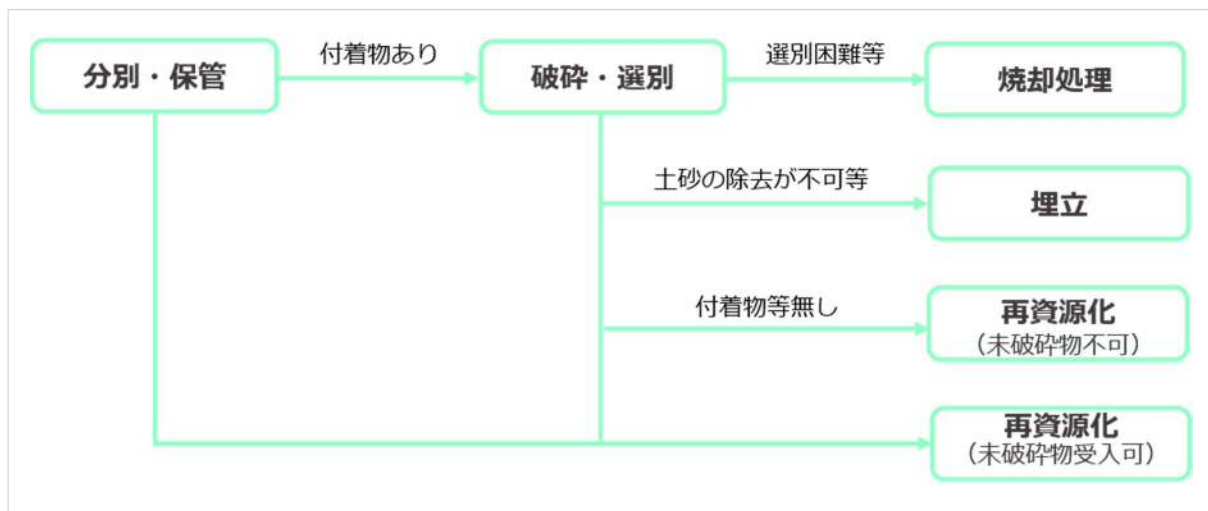 分別・保管
付着物あり
破砕・選別
選別困難等
焼却処理
土砂の除去が不可等
埋立
付着物等無し
再資源化
（未破砕物不可）
再資源化
（未破砕物受入可）